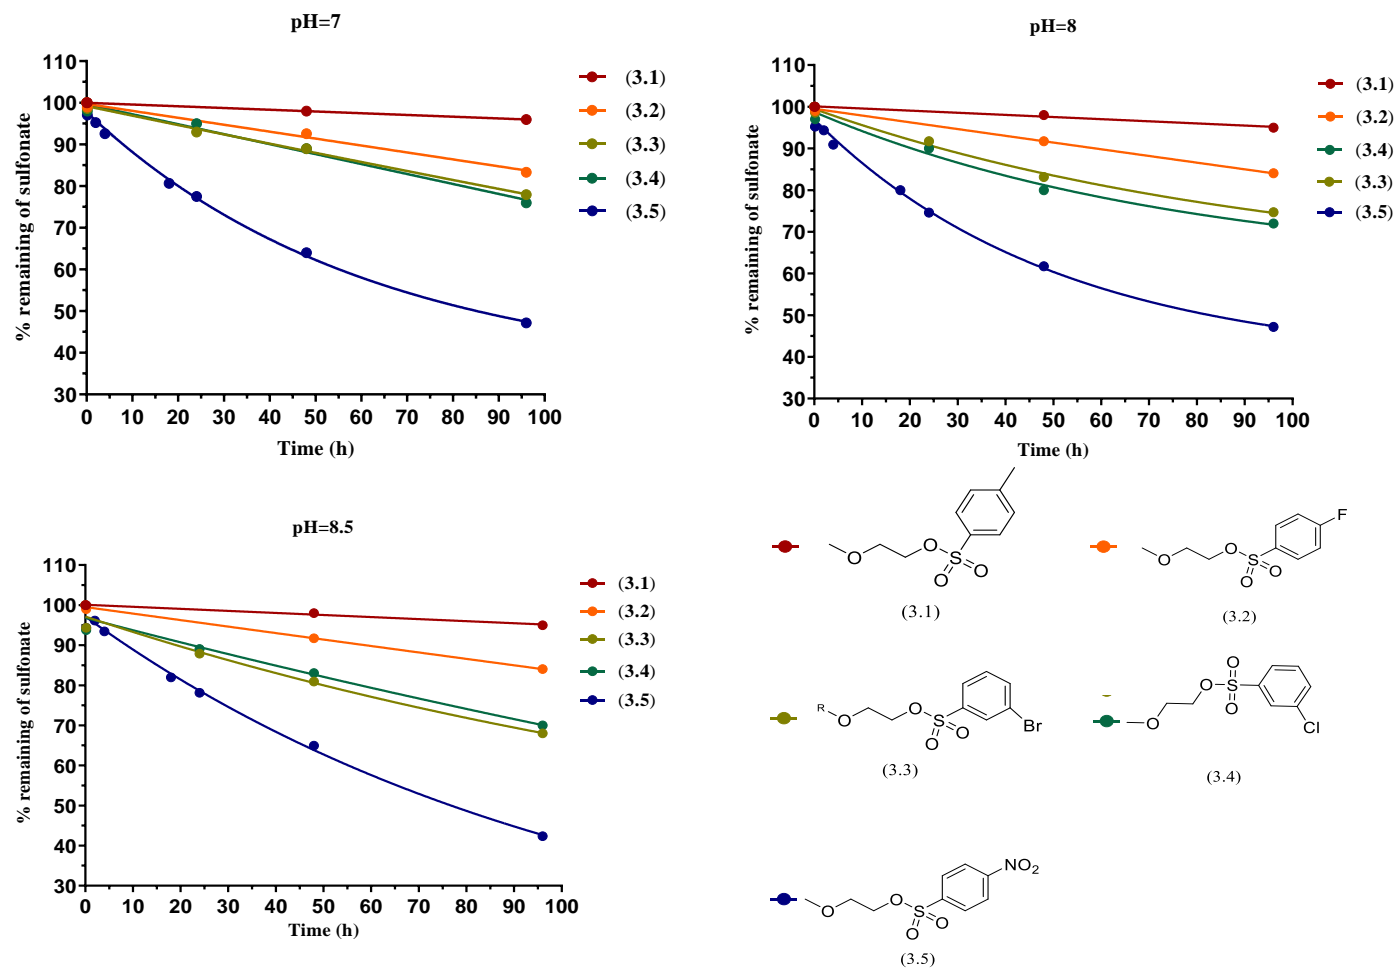 pH=7
110
100
90
80
70
60
50
40
30
% remaining of sulfonate
0 10 20 30 40 50 60 70 80 90 100
Time (h)
(3.1)
(3.2)
(3.3)
(3.4)
(3.5)
pH=8
110
100
90
80
70
60
50
40
30
% remaining of sulfonate
0 10 20 30 40 50 60 70 80 90 100
Time (h)
(3.1)
(3.2)
(3.4)
(3.3)
(3.5)
pH=8.5
110
100
90
80
70
60
50
40
30
% remaining of sulfonate
0 10 20 30 40 50 60 70 80 90 100
Time (h)
(3.1)
(3.2)
(3.3)
(3.4)
(3.5)
O
O
S
O
O
(3.1)
O
O
S
O
O
F
(3.2)
R
O
O
S
O
O
Br
(3.3)
O
O
O
S
O
Cl
(3.4)
O
O
S
O
O
NO2
(3.5)